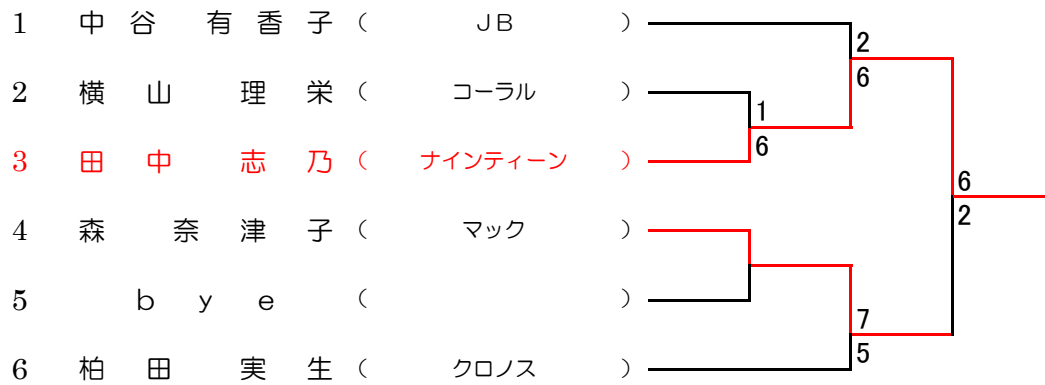 1 中谷 有香子 ( JB )
2 横山 理栄 ( コーラル )
3 田中 志乃 ( ナインティーン )
4 森 奈津子 ( マック )
5 bye ( )
6 柏田 実生 ( クロノス )
2
6
1
6
6
2
7
5